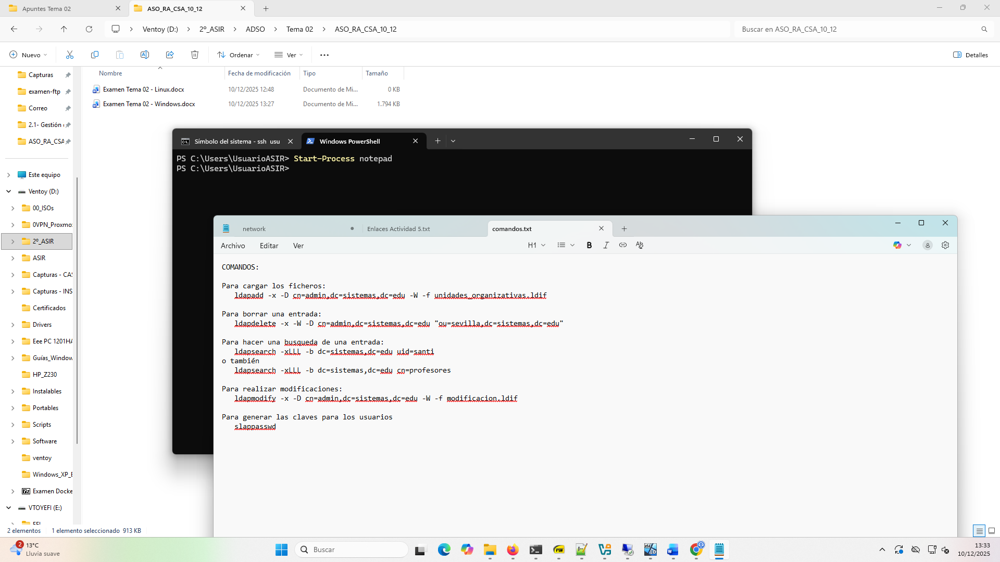 Apuntes Tema 02
ASO_RA_CSA_10_12
Ventoy (D:) > 2º_ASIR > ADSO > Tema 02 > ASO_RA_CSA_10_12
Buscar en ASO_RA_CSA_10_12
Nuevo
Ordenar
Ver
Detalles
Nombre
Fecha de modificación
Tipo
Tamaño
Examen Tema 02 - Linux.docx
10/12/2025 12:48
Documento de Mi...
0 KB
Examen Tema 02 - Windows.docx
10/12/2025 13:27
Documento de Mi...
1.794 KB
Capturas
examen-ftp
Correo
2.1- Gestión
ASO_RA_CSA
Este equipo
Ventoy (D:)
00_ISOs
0VPN_Proxmo
2º_ASIR
ASIR
Capturas - CA
Capturas - INS
Certificados
Drivers
Eee PC 1201HA
Guías_Window
HP_Z230
Instalables
Portables
Scripts
Software
ventoy
Windows_XP_E
Examen Docke
VTOYEFI (E:)
EFI
2 elementos
1 elemento seleccionado 913 KB
Símbolo del sistema - ssh usu
Windows PowerShell
PS C:\Users\UsuarioASIR> Start-Process notepad
PS C:\Users\UsuarioASIR>
network
Enlaces Actividad 5.txt
comandos.txt
Archivo
Editar
Ver
H1
B
I
COMANDOS:
Para cargar los ficheros:
ldapadd -x -D cn=admin,dc=sistemas,dc=edu -W -f unidades_organizativas.ldif
Para borrar una entrada:
ldapdelete -x -W -D cn=admin,dc=sistemas,dc=edu "ou=sevilla,dc=sistemas,dc=edu"
Para hacer una busqueda de una entrada:
ldapsearch -xLLL -b dc=sistemas,dc=edu uid=santi
o también
ldapsearch -xLLL -b dc=sistemas,dc=edu cn=profesores
Para realizar modificaciones:
ldapmodify -x -D cn=admin,dc=sistemas,dc=edu -W -f modificacion.ldif
Para generar las claves para los usuarios
slappasswd
2
13°C
Lluvia suave
Buscar
PDF
13:33
10/12/2025